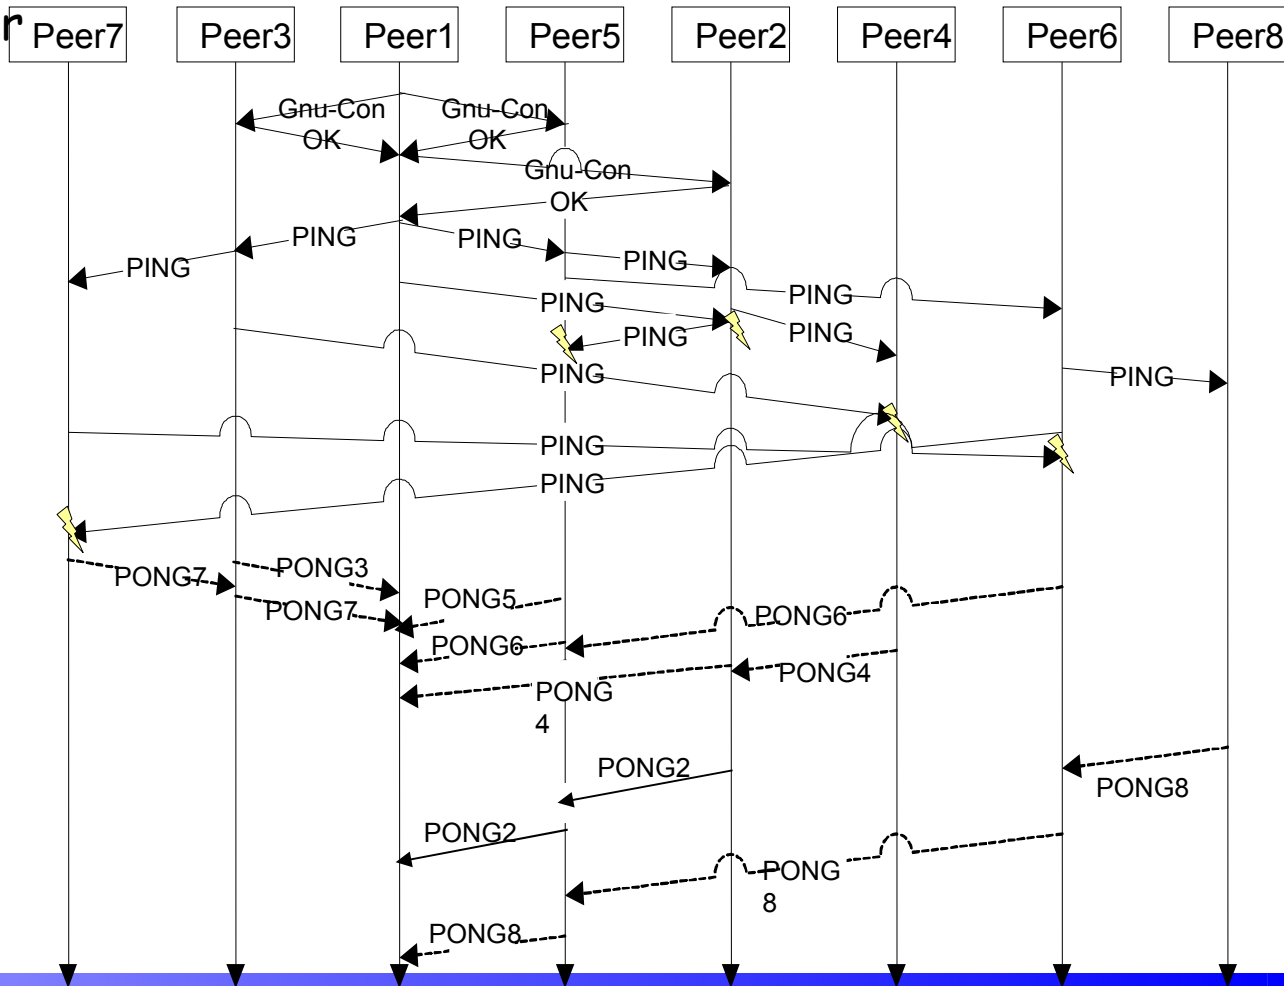 r
Peer7 Peer3 Peer1 Peer5 Peer2 Peer4 Peer6 Peer8
Gnu-Con Gnu-Con
OK OK
Gnu-Con
OK
PING PING
PING PING
PING
PING
PING
PING PING
PING PING
PING
PING
PONG3
PONG7
PONG5
PONG7 PONG6
PONG6
PONG4
PONG
4
PONG2
PONG8
PONG2
PONG
8
PONG8